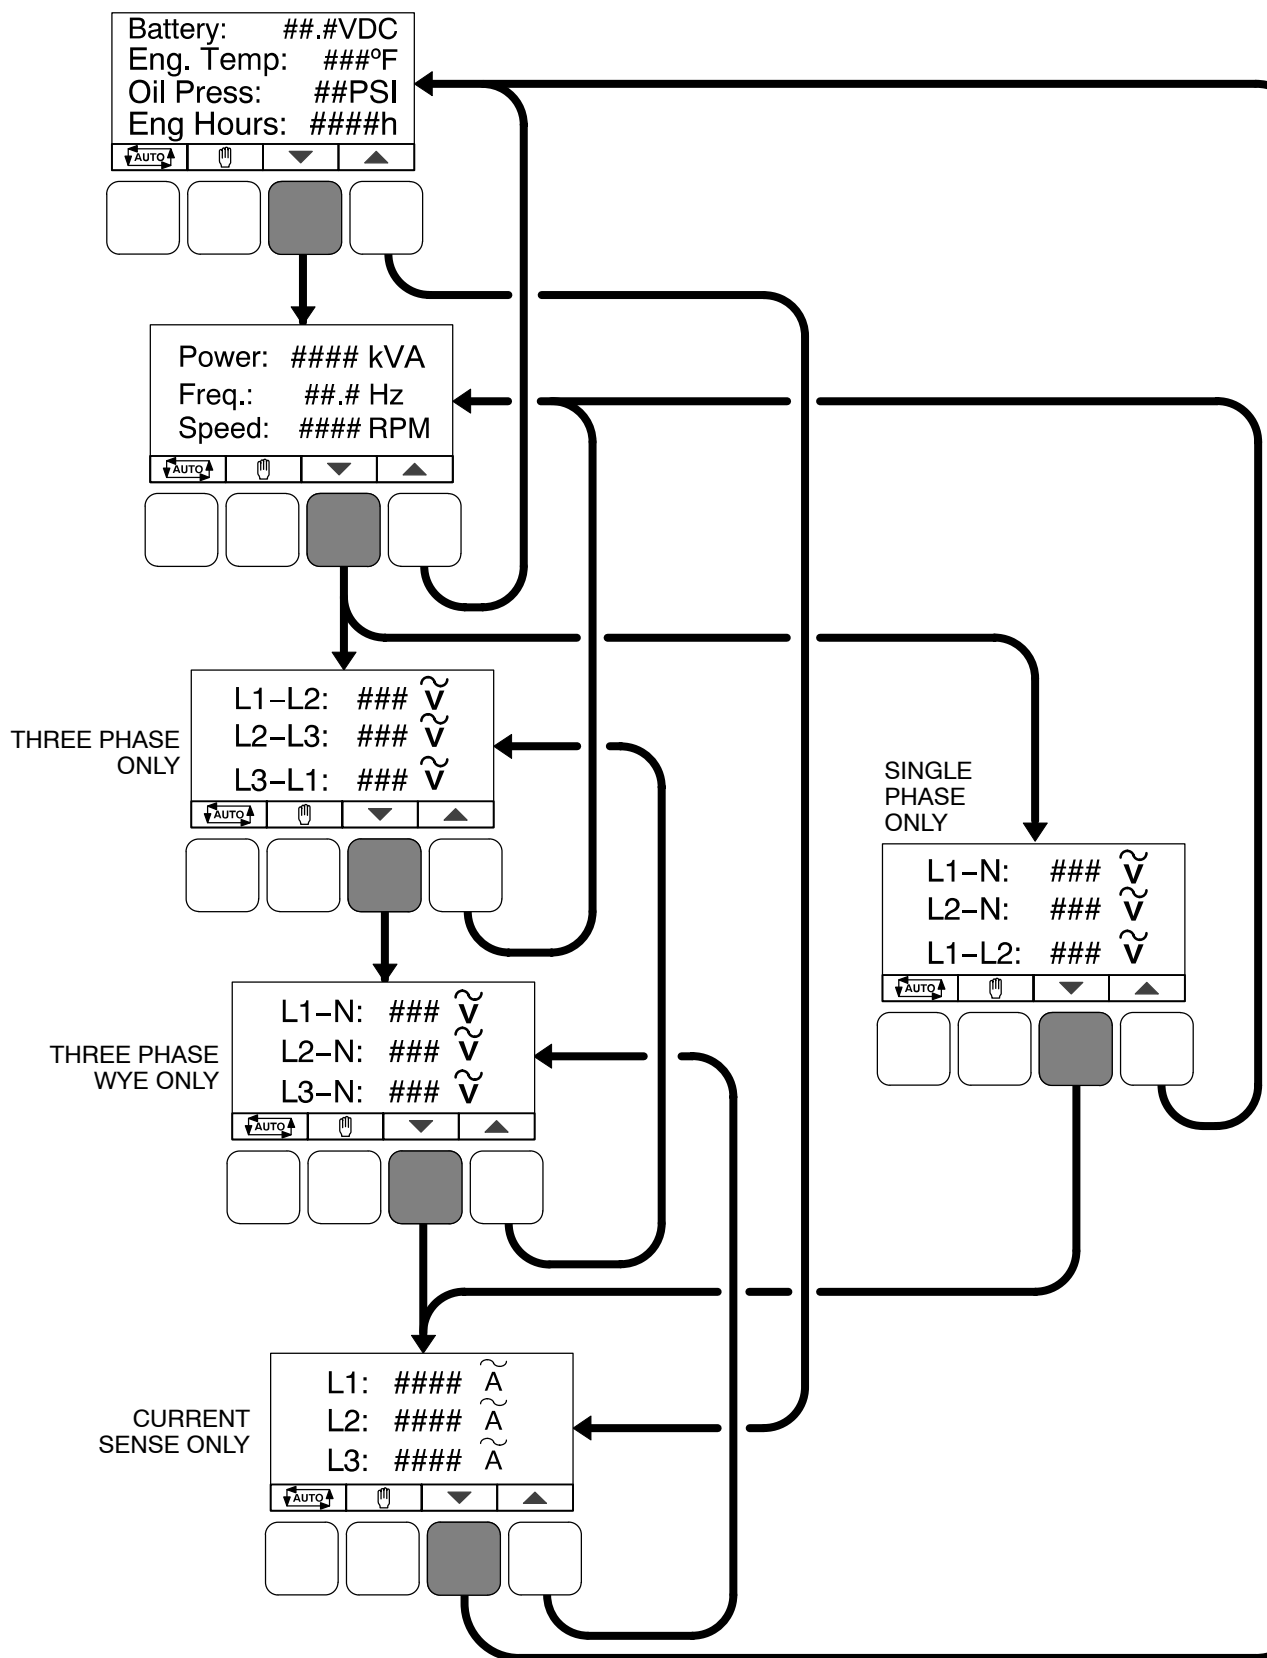 Battery: ##.#VDC
Eng. Temp: ###ºF
Oil Press: ##PSI
Eng Hours: ####h
AUTO
Power: #### kVA
Freq.: ##.# Hz
Speed: #### RPM
AUTO
THREE PHASE
ONLY
L1–L2: ### V
L2–L3: ### V
L3–L1: ### V
AUTO
SINGLE
PHASE
ONLY
L1–N: ### V
L2–N: ### V
L1–L2: ### V
AUTO
THREE PHASE
WYE ONLY
L1–N: ### V
L2–N: ### V
L3–N: ### V
AUTO
CURRENT
SENSE ONLY
L1: #### A
L2: #### A
L3: #### A
AUTO